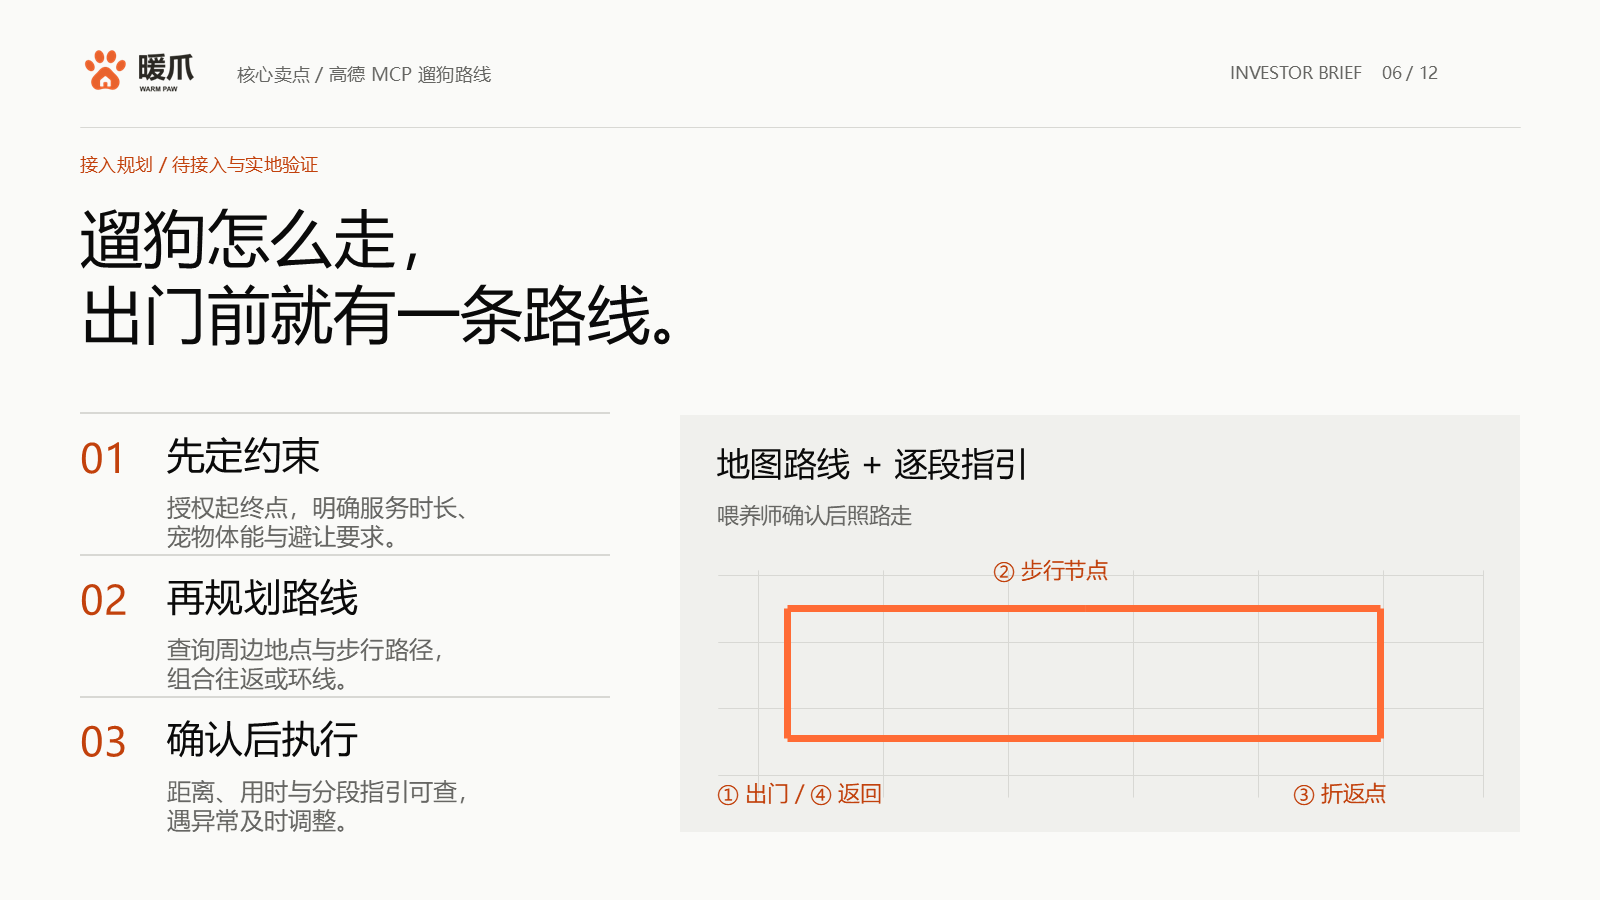 暖爪
WARM PAW
核心卖点 / 高德 MCP 遛狗路线
INVESTOR BRIEF 06 / 12
接入规划 / 待接入与实地验证
遛狗怎么走，
出门前就有一条路线。
01 先定约束
授权起终点，明确服务时长、
宠物体能与避让要求。
02 再规划路线
查询周边地点与步行路径，
组合往返或环线。
03 确认后执行
距离、用时与分段指引可查，
遇异常及时调整。
地图路线 + 逐段指引
喂养师确认后照路走
② 步行节点
① 出门 / ④ 返回
③ 折返点